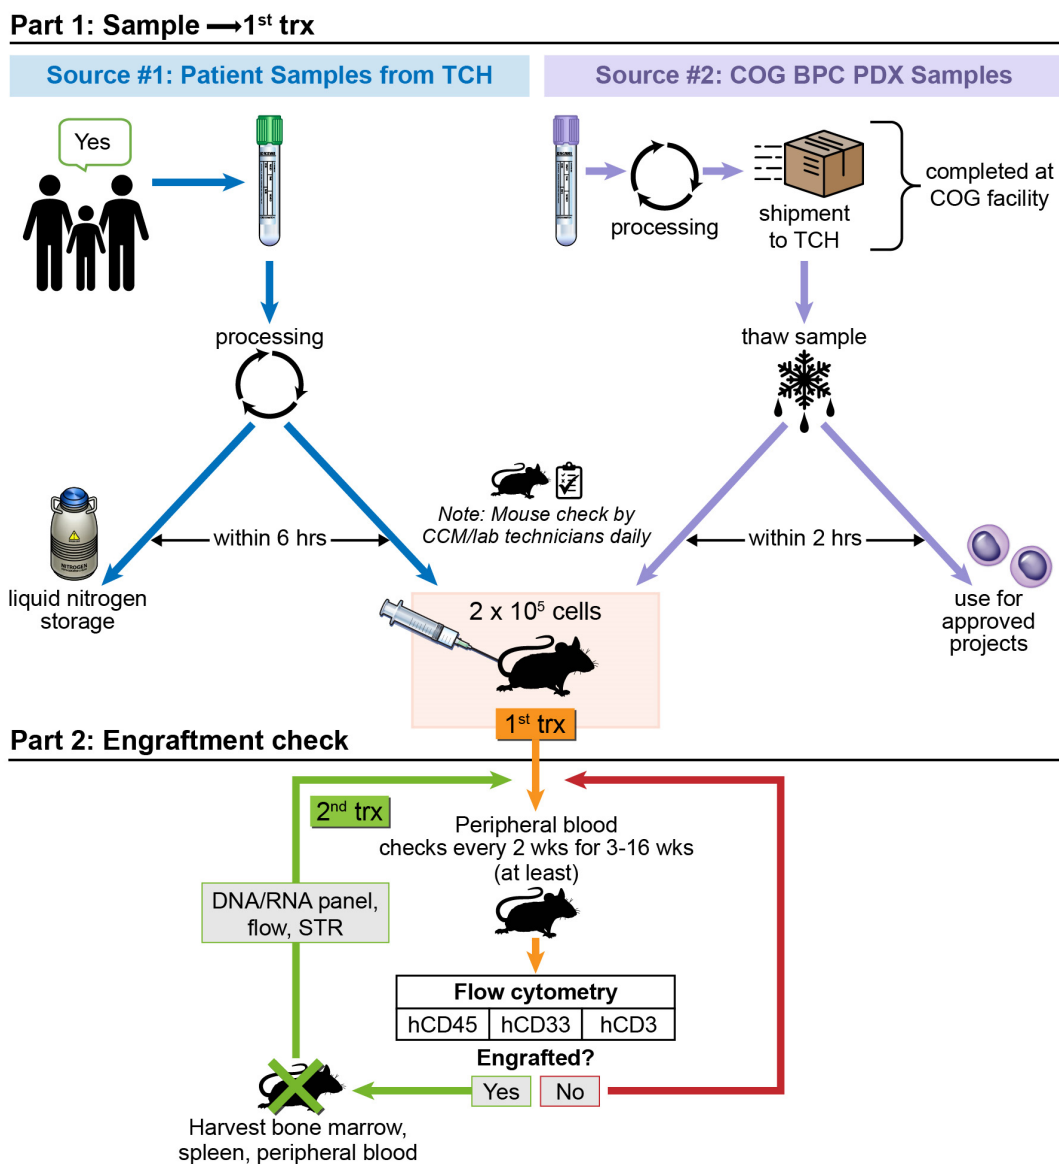 Part 1: Sample ⟶1st trx
Source #1: Patient Samples from TCH
Source #2: COG BPC PDX Samples
Yes
processing
shipment
to TCH
completed at
COG facility
processing
thaw sample
Note: Mouse check by
CCM/lab technicians daily
within 6 hrs
within 2 hrs
NITROGEN
liquid nitrogen
storage
2 x 10⁵ cells
use for
approved
projects
1st trx
Part 2: Engraftment check
2nd trx
Peripheral blood
checks every 2 wks for 3-16 wks
(at least)
DNA/RNA panel,
flow, STR
Flow cytometry
hCD45 hCD33 hCD3
Engrafted?
Yes No
Harvest bone marrow,
spleen, peripheral blood